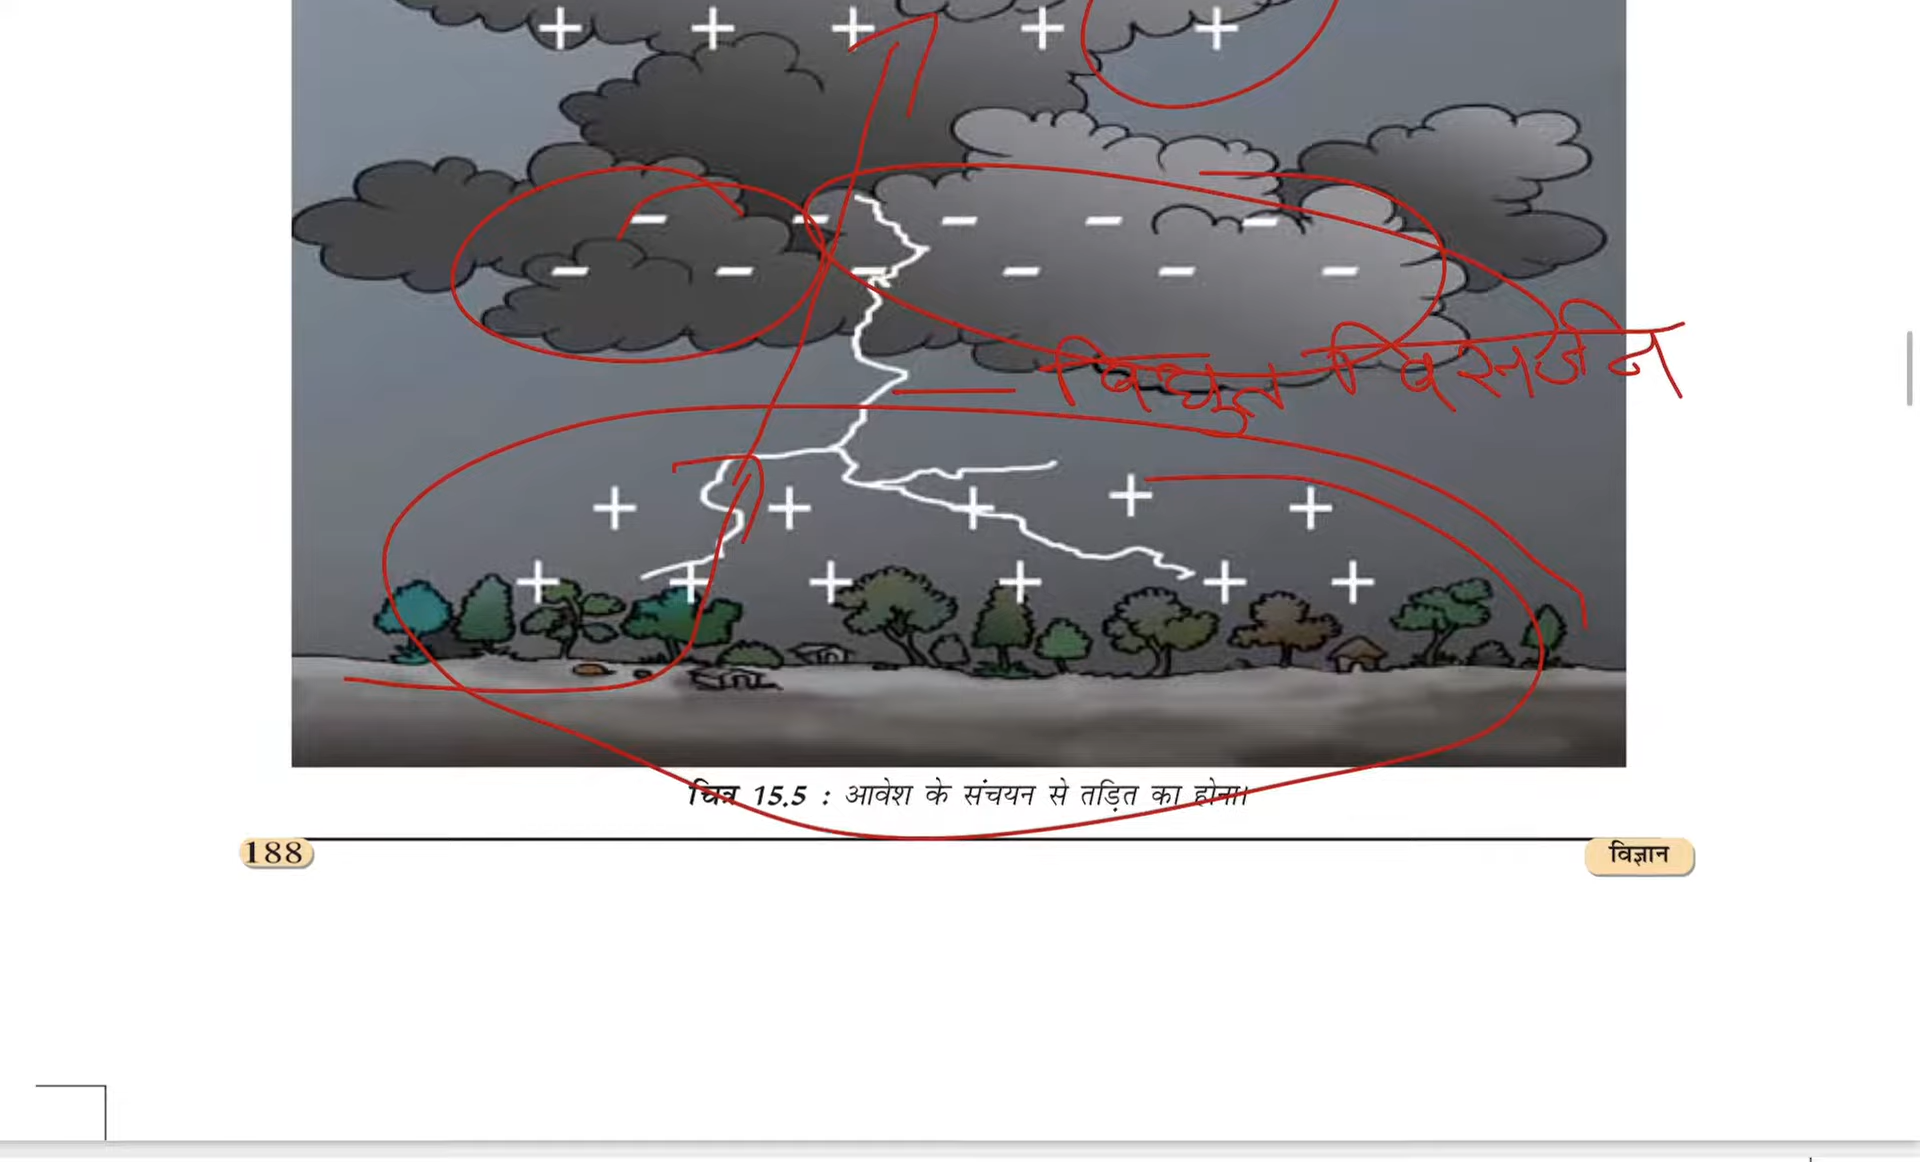 विद्युत विसर्जन
चित्र 15.5 : आवेश के संचयन से तड़ित का होना।
188
विज्ञान